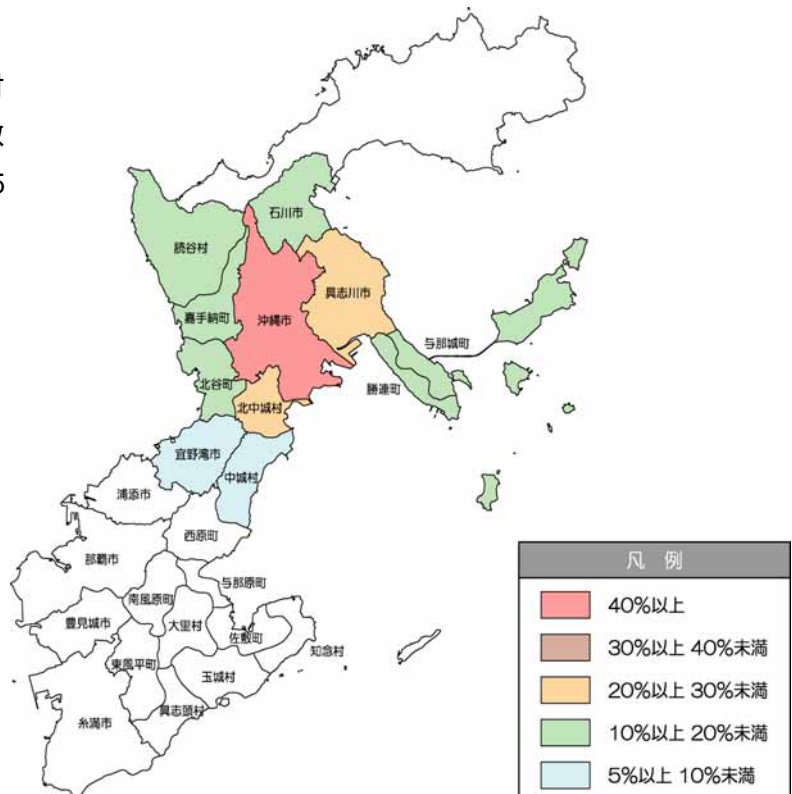 石川市
読谷村
具志川市
嘉手納町
沖縄市
与那城町
北谷町
勝連町
北中城村
宜野湾市
中城村
浦添市
西原町
那覇市
与那原町
南風原町
豊見城市
大里村
佐敷町
知念村
東風平町
玉城村
具志頭村
糸満市
凡 例
40%以上
30%以上 40%未満
20%以上 30%未満
10%以上 20%未満
5%以上 10%未満